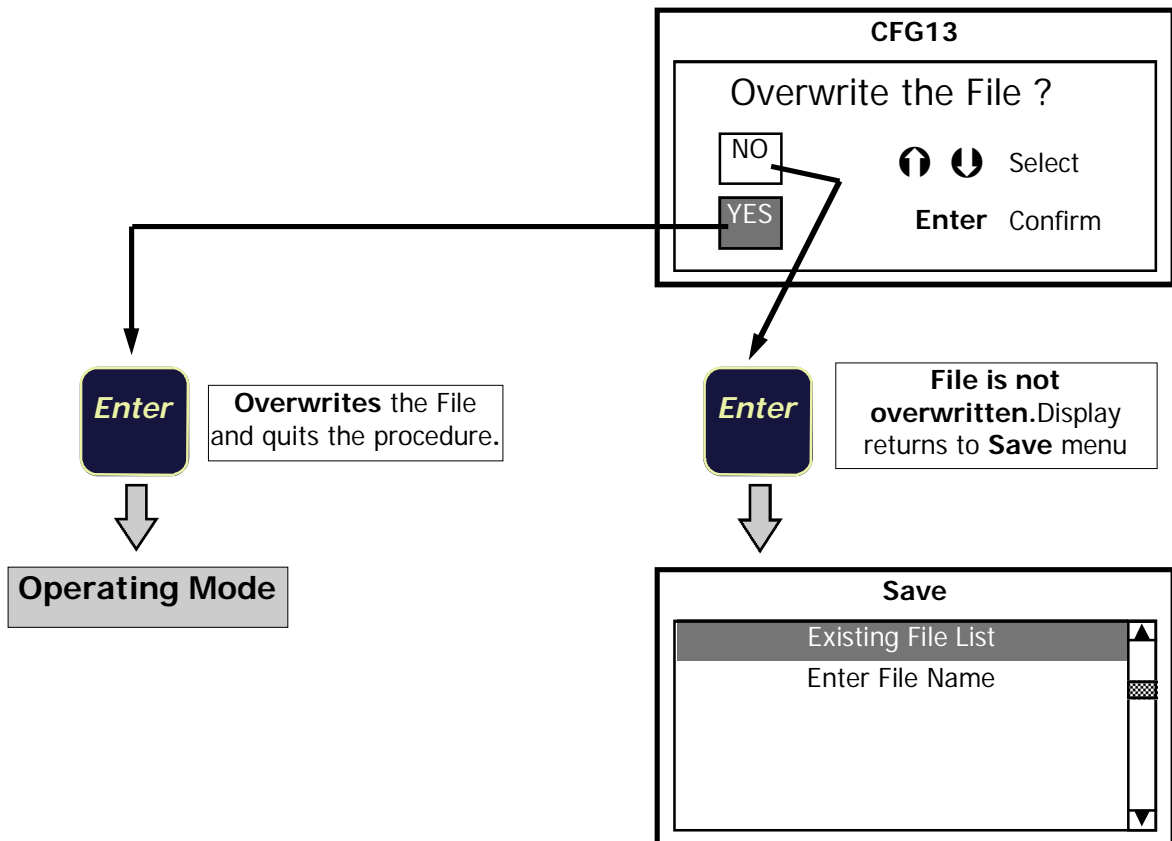 CFG13
Overwrite the File ?
NO
Select
YES
Enter Confirm
Enter
Overwrites the File
and quits the procedure.
Enter
File is not
overwritten.Display
returns to Save menu
Operating Mode
Save
Existing File List
Enter File Name